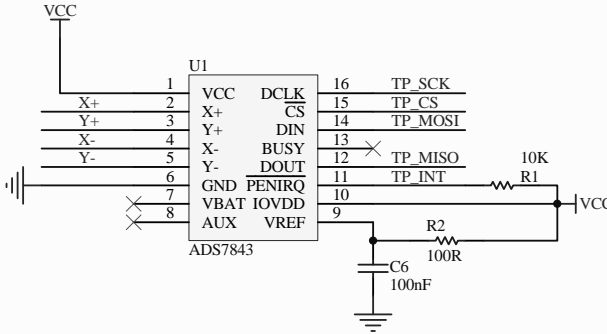 VCC
U1
1 VCC DCLK 16 TP_SCK
X+ 2 X+ CS 15 TP_CS
Y+ 3 Y+ DIN 14 TP_MOSI
X- 4 X- BUSY 13
Y- 5 Y- DOUT 12 TP_MISO
6 GND PENIRQ 11 TP_INT
10K
R1
7 VBAT IOVDD 10
VCC
8 AUX VREF 9
ADS7843
R2
100R
C6
100nF